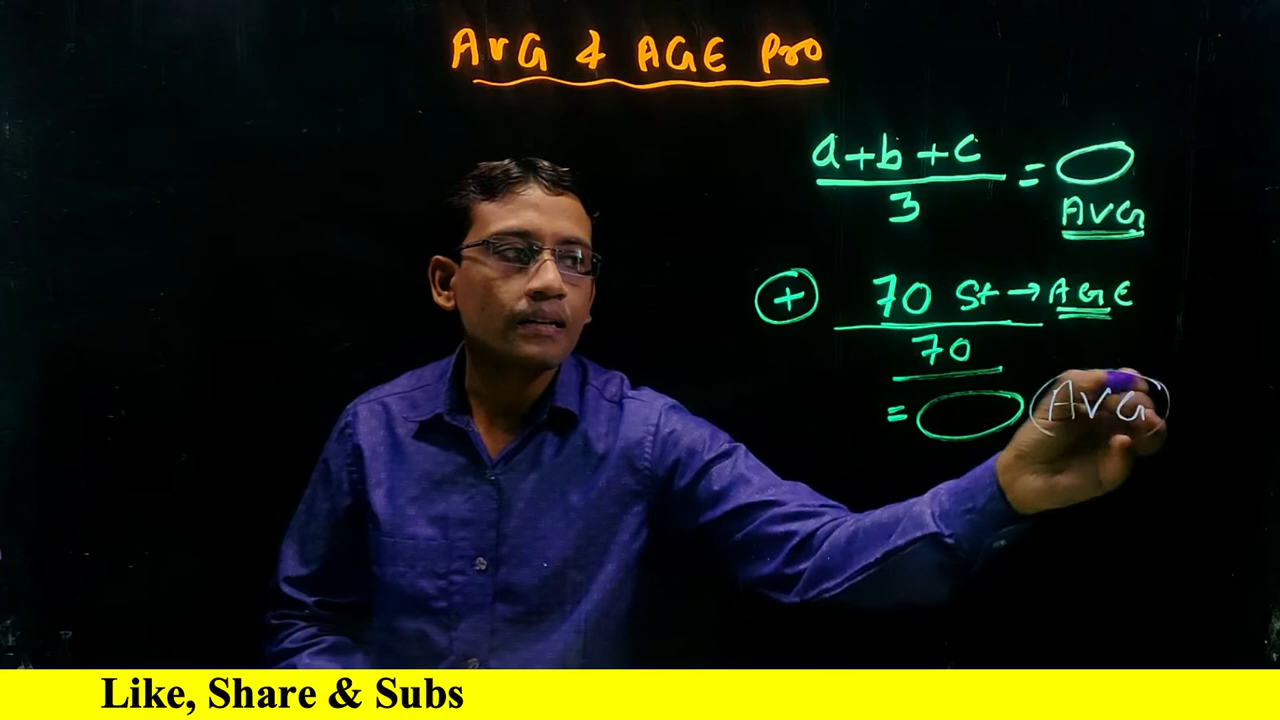 AVG & AGE Pro
a+b+c
3
=
AVG
+ 70 St → AGE
70
= AVG
Like, Share & Subs